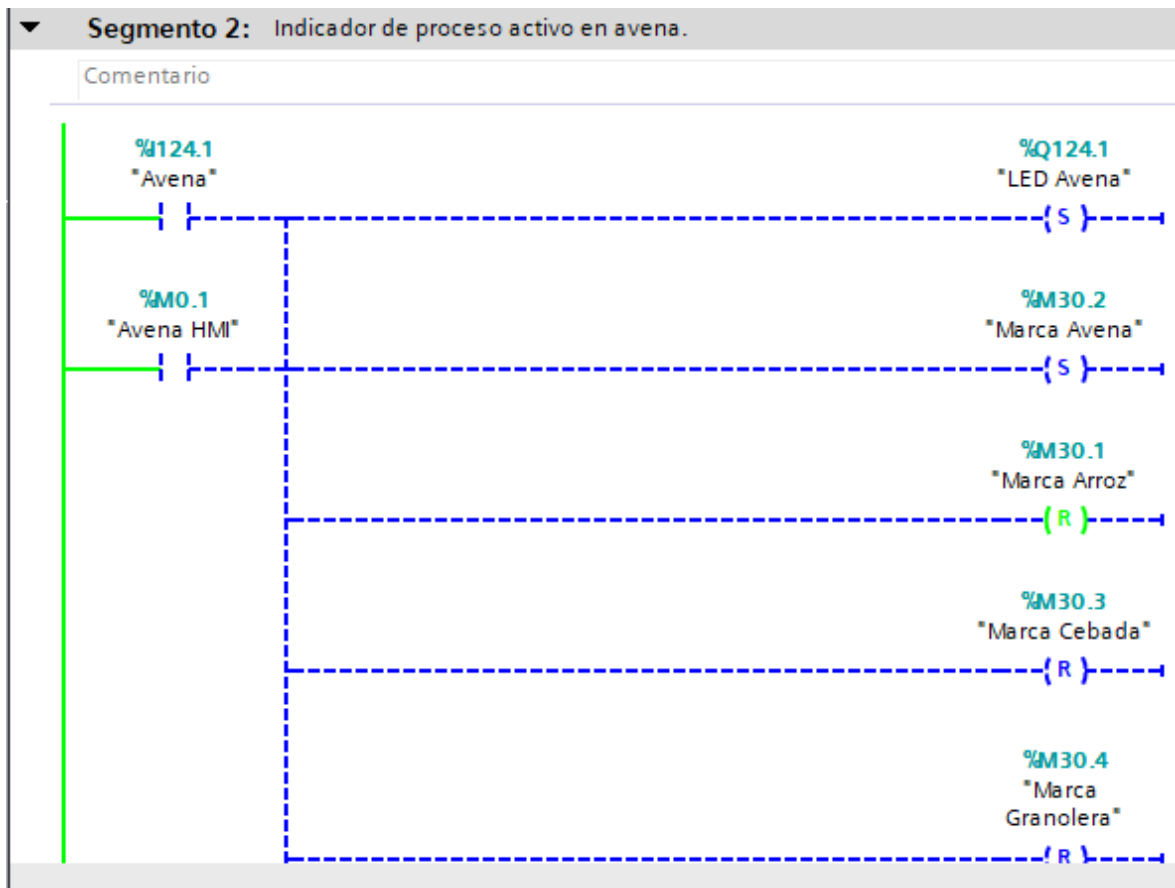 Segmento 2: Indicador de proceso activo en avena.
Comentario
%I124.1
"Avena"
%Q124.1
"LED Avena"
( S )
%M0.1
"Avena HMI"
%M30.2
"Marca Avena"
( S )
%M30.1
"Marca Arroz"
( R )
%M30.3
"Marca Cebada"
( R )
%M30.4
"Marca
Granolera"
( R )